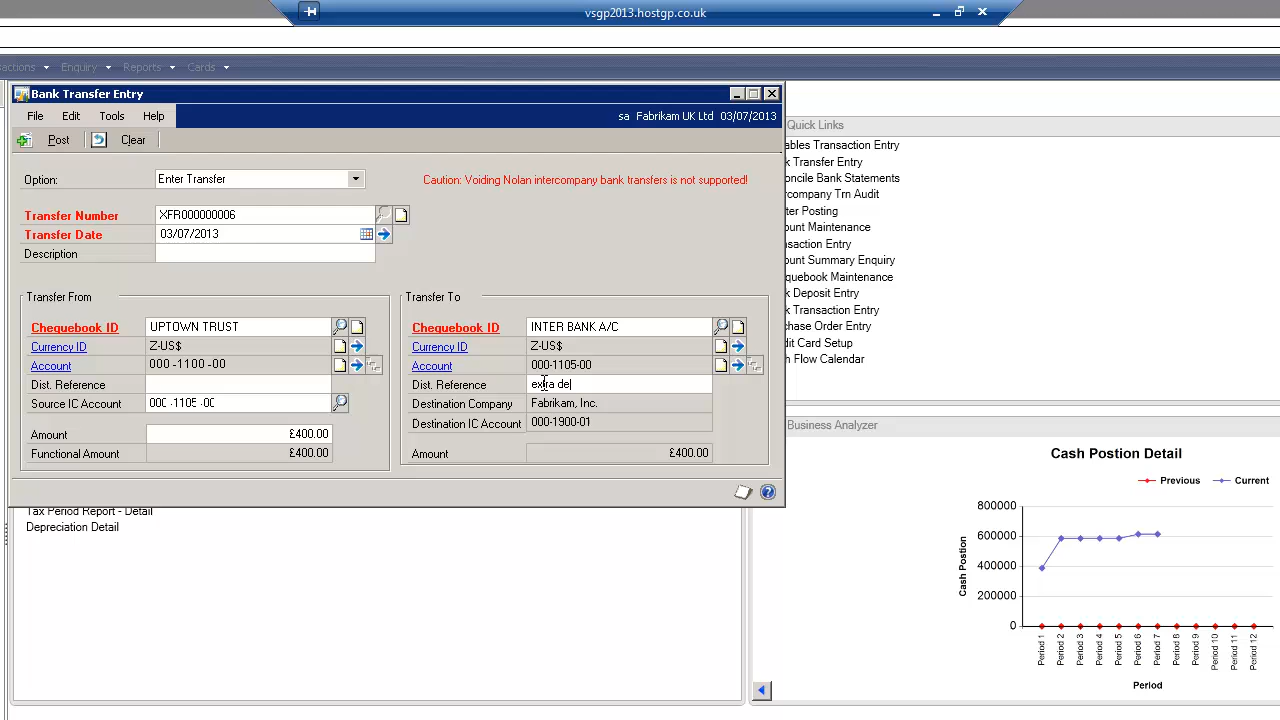 vsgp2013.hostgp.co.uk
actions Enquiry Reports Cards
Bank Transfer Entry
File Edit Tools Help
sa Fabrikam UK Ltd 03/07/2013
Post Clear
Option: Enter Transfer
Caution: Voiding Nolan intercompany bank transfers is not supported!
Transfer Number XFR000000006
Transfer Date 03/07/2013
Description
Transfer From
Chequebook ID UPTOWN TRUST
Currency ID Z-US$
Account 000 -1100 -00
Dist. Reference
Source IC Account 000 -1105 -00
Amount £400.00
Functional Amount £400.00
Transfer To
Chequebook ID INTER BANK A/C
Currency ID Z-US$
Account 000-1105-00
Dist. Reference extra de
Destination Company Fabrikam, Inc.
Destination IC Account 000-1900-01
Amount £400.00
Tax Period Report - Detail
Depreciation Detail
Quick Links
ables Transaction Entry
k Transfer Entry
oncile Bank Statements
rcompany Trn Audit
ter Posting
ount Maintenance
nsaction Entry
ount Summary Enquiry
quebook Maintenance
k Deposit Entry
k Transaction Entry
chase Order Entry
dit Card Setup
h Flow Calendar
Business Analyzer
Cash Postion Detail
Previous Current
Cash Postion
800000
600000
400000
200000
0
Period 1 Period 2 Period 3 Period 4 Period 5 Period 6 Period 7 Period 8 Period 9 Period 10 Period 11 Period 12
Period